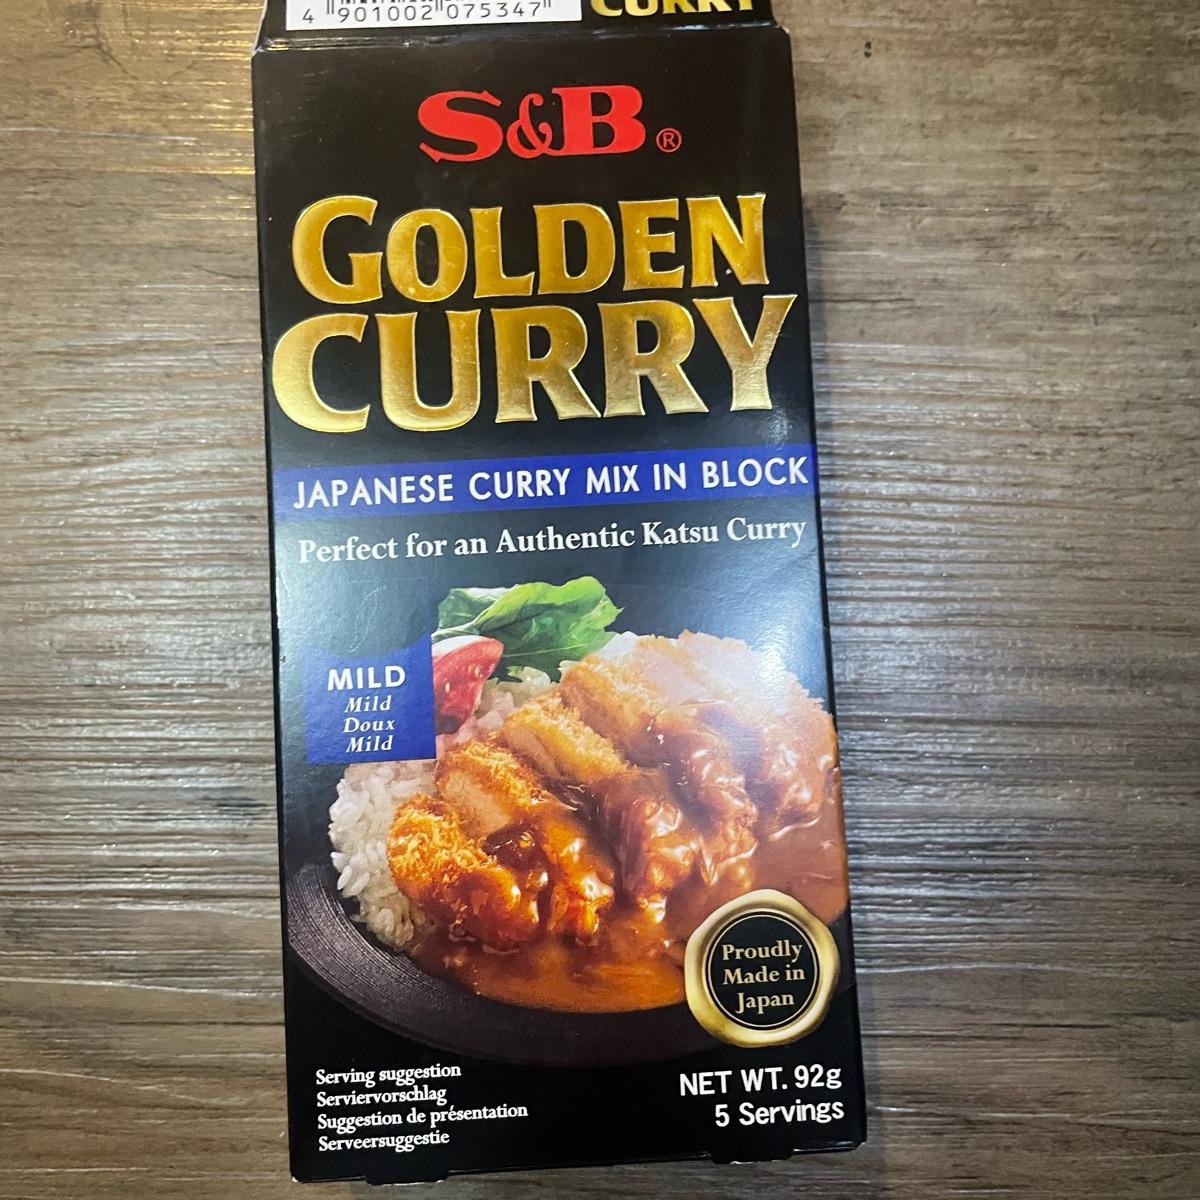 4 901002 075347
CURRY
S&B®
GOLDEN
CURRY
JAPANESE CURRY MIX IN BLOCK
Perfect for an Authentic Katsu Curry
MILD
Mild
Doux
Mild
Proudly
Made in
Japan
Serving suggestion
Serviervorschlag
Suggestion de présentation
Serveersuggestie
NET WT. 92g
5 Servings